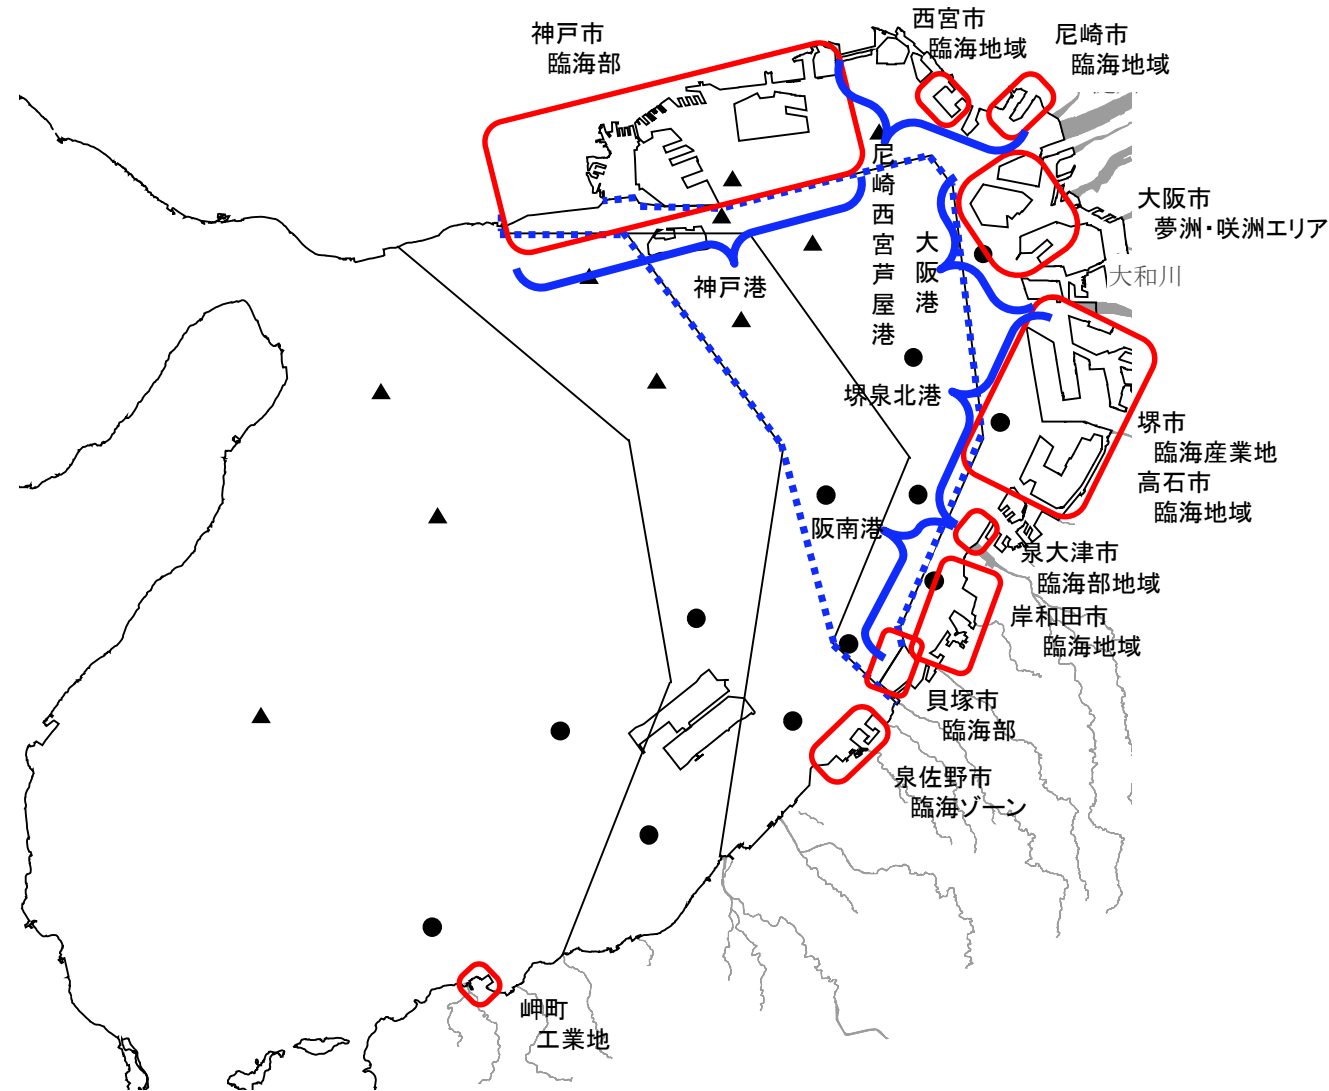 神戸市
臨海部
西宮市
臨海地域
尼崎市
臨海地域
大阪市
夢洲・咲洲エリア
大和川
尼崎西宮芦屋港
大阪港
神戸港
堺泉北港
堺市
臨海産業地
高石市
臨海地域
阪南港
泉大津市
臨海部地域
岸和田市
臨海地域
貝塚市
臨海部
泉佐野市
臨海ゾーン
岬町
工業地